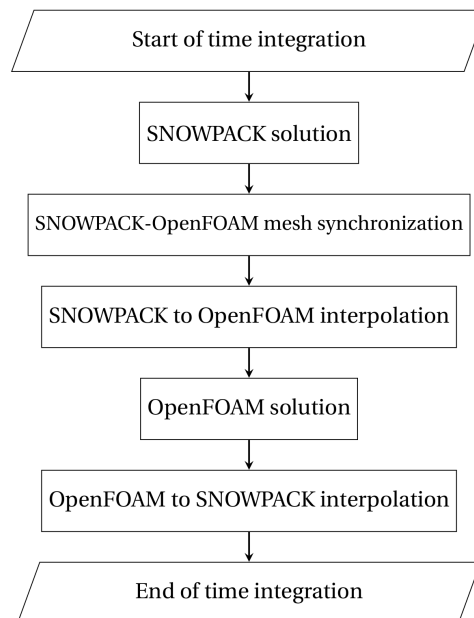 Start of time integration
SNOWPACK solution
SNOWPACK-OpenFOAM mesh synchronization
SNOWPACK to OpenFOAM interpolation
OpenFOAM solution
OpenFOAM to SNOWPACK interpolation
End of time integration